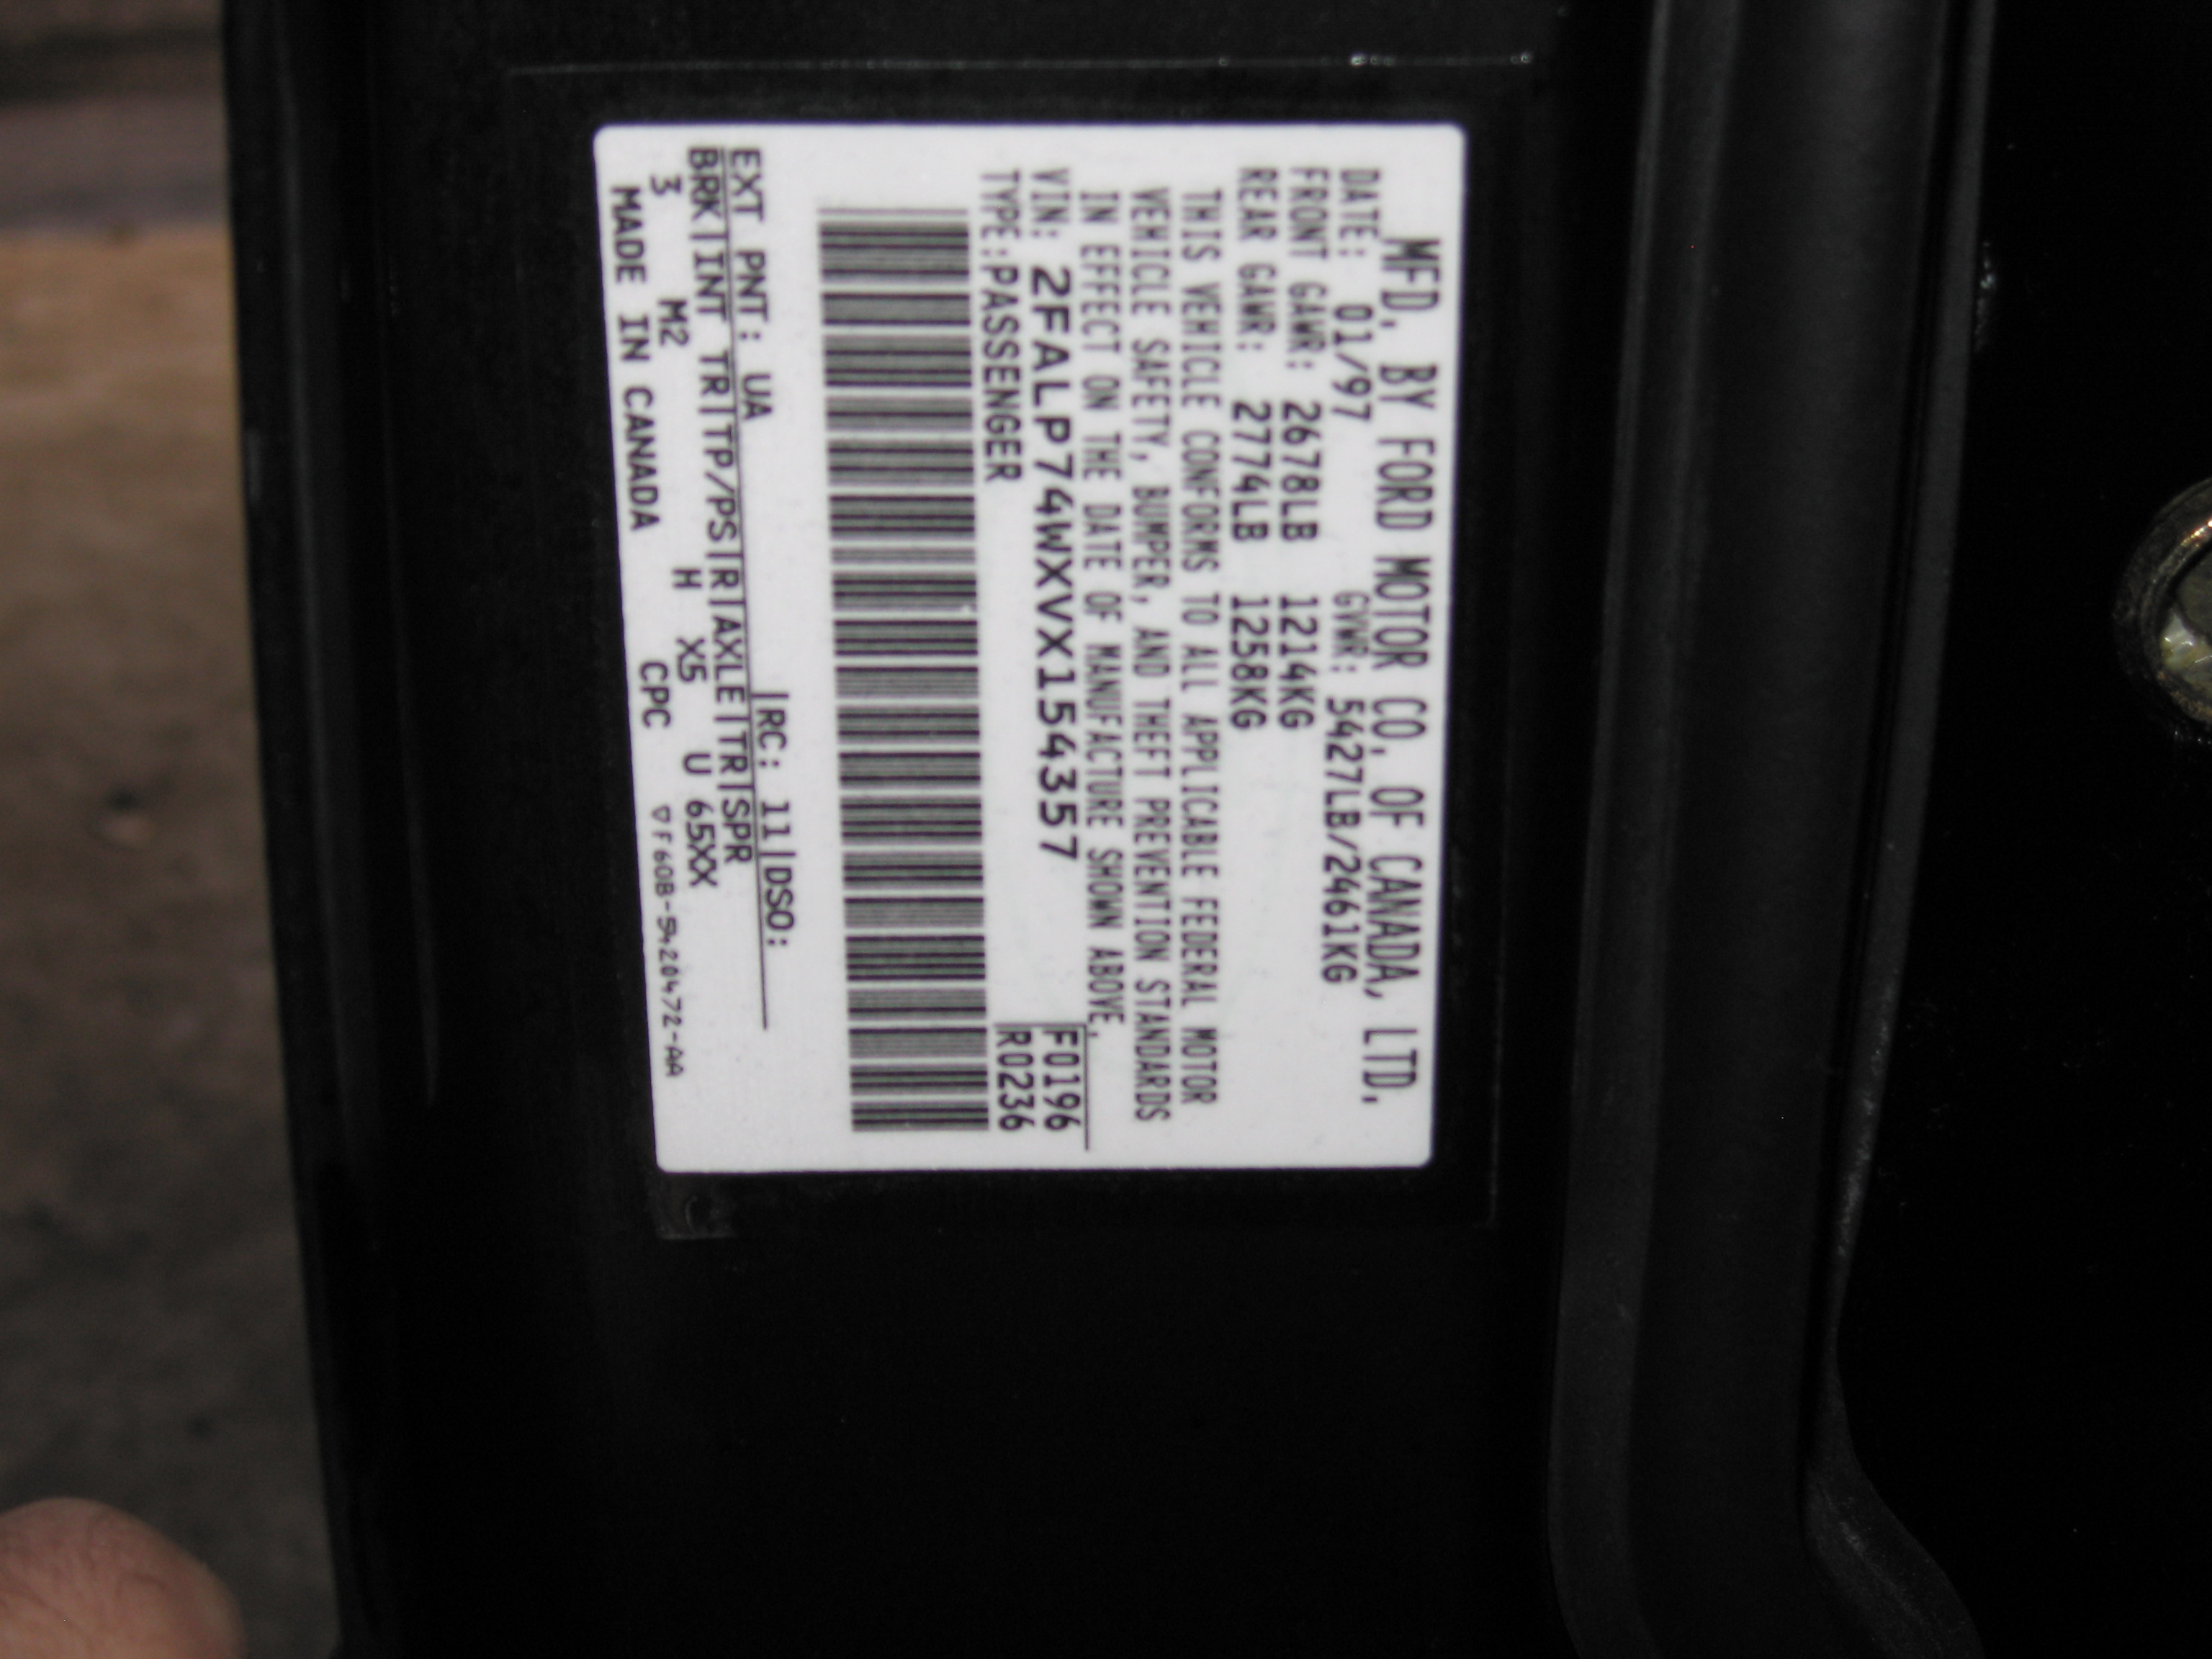 MFD. BY FORD MOTOR CO. OF CANADA, LTD.
DATE: 01/97 GVWR: 5427LB/2461KG
FRONT GAWR: 2678LB 1214KG
REAR GAWR: 2774LB 1258KG
THIS VEHICLE CONFORMS TO ALL APPLICABLE FEDERAL MOTOR
VEHICLE SAFETY, BUMPER, AND THEFT PREVENTION STANDARDS
IN EFFECT ON THE DATE OF MANUFACTURE SHOWN ABOVE.
VIN: 2FALP74WXVX154357 F0196
TYPE: PASSENGER R0236
EXT PNT: UA |RC: 11|DSO:
BRK|INT TR|TP/PS|R|AXLE|TR|SPR
3 M2 H X5 U 65XX
MADE IN CANADA CPC ▽F60B-5420472-AA